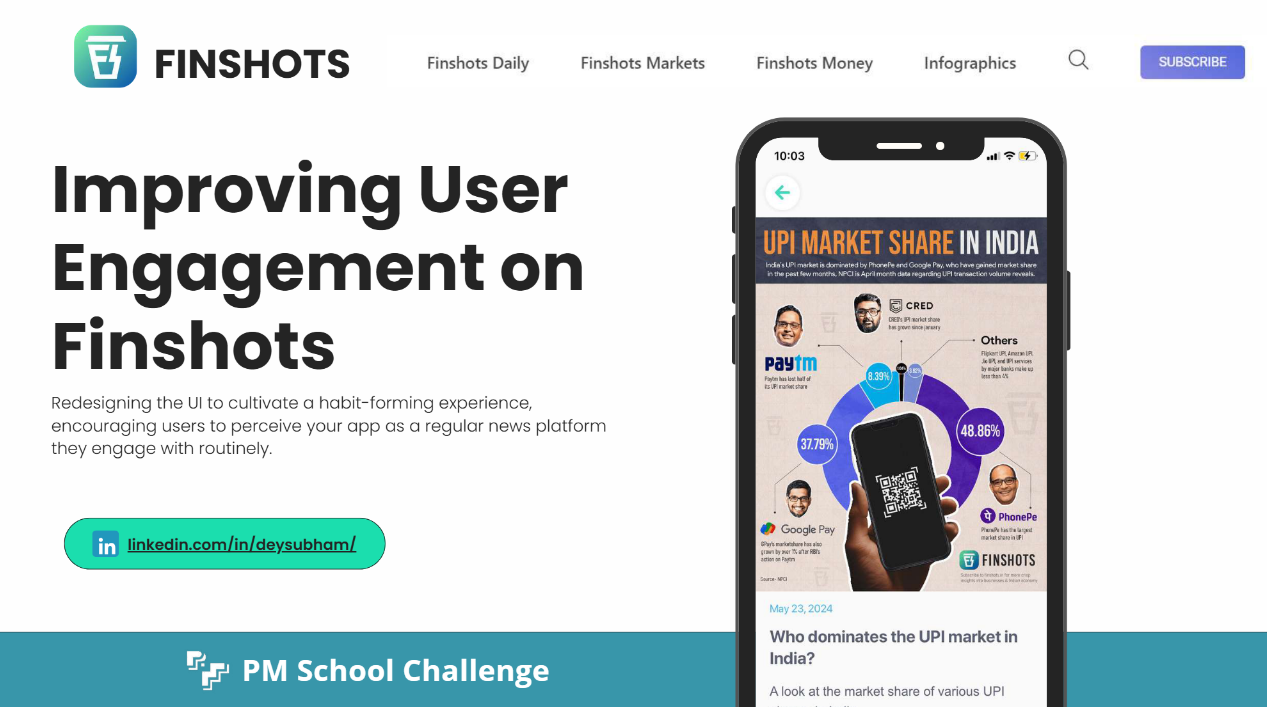 FINSHOTS
Finshots Daily
Finshots Markets
Finshots Money
Infographics
SUBSCRIBE
Improving User
Engagement on
Finshots
Redesigning the UI to cultivate a habit-forming experience,
encouraging users to perceive your app as a regular news platform
they engage with routinely.
in linkedin.com/in/deysubham/
PM School Challenge
10:03
UPI MARKET SHARE IN INDIA
India's UPI market is dominated by PhonePe and Google Pay, who have gained market share
in the past few months, NPCI is April month data regarding UPI transaction volume reveals.
CRED
CRED's UPI market share
has grown since january
Others
Flipkart UPI, Amazon UPI,
Jio UPI, and UPI services
by major banks make up
less than 4%
paytm
Paytm has lost half of
its UPI market share
8.39%
37.79%
48.86%
Google Pay
GPay's marketshare has also
grown by over 1% after RBI's
action on Paytm
PhonePe
PhonePe has the largest
market share in UPI
FINSHOTS
Source - NPCI
May 23, 2024
Who dominates the UPI market in
India?
A look at the market share of various UPI